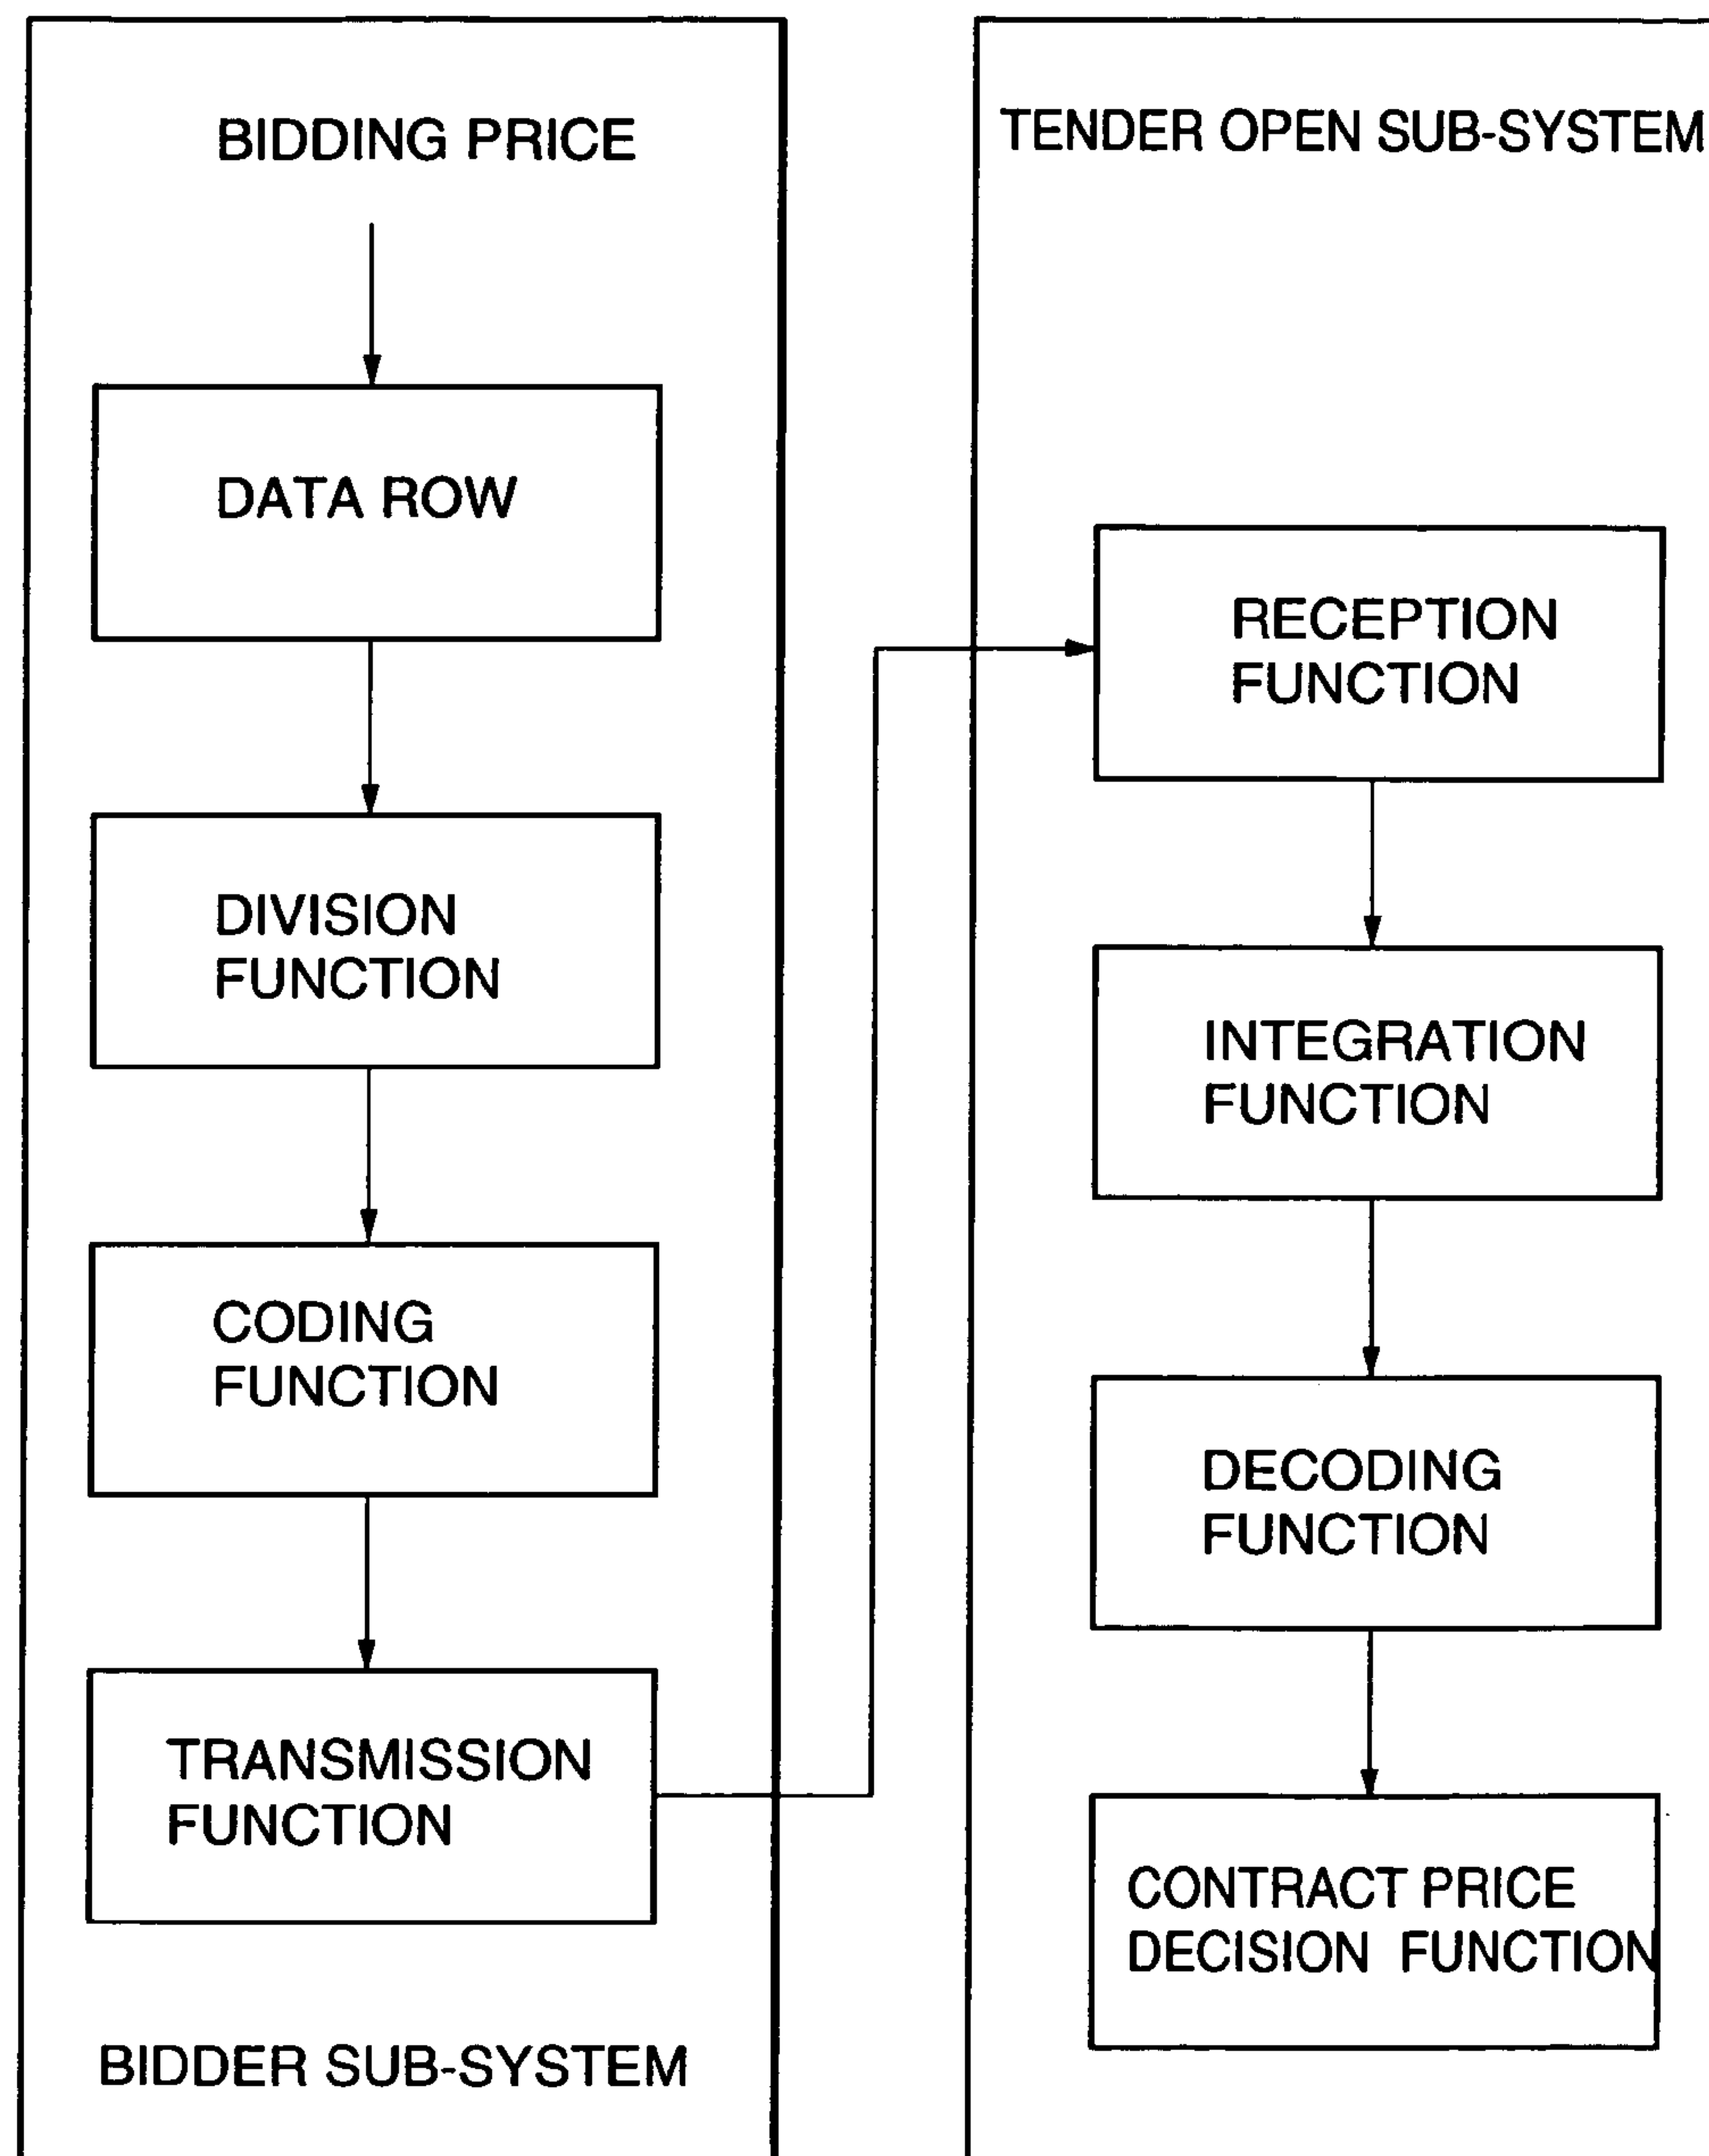 BIDDING PRICE
DATA ROW
DIVISION
FUNCTION
CODING
FUNCTION
TRANSMISSION
FUNCTION
BIDDER SUB-SYSTEM
TENDER OPEN SUB-SYSTEM
RECEPTION
FUNCTION
INTEGRATION
FUNCTION
DECODING
FUNCTION
CONTRACT PRICE
DECISION FUNCTION